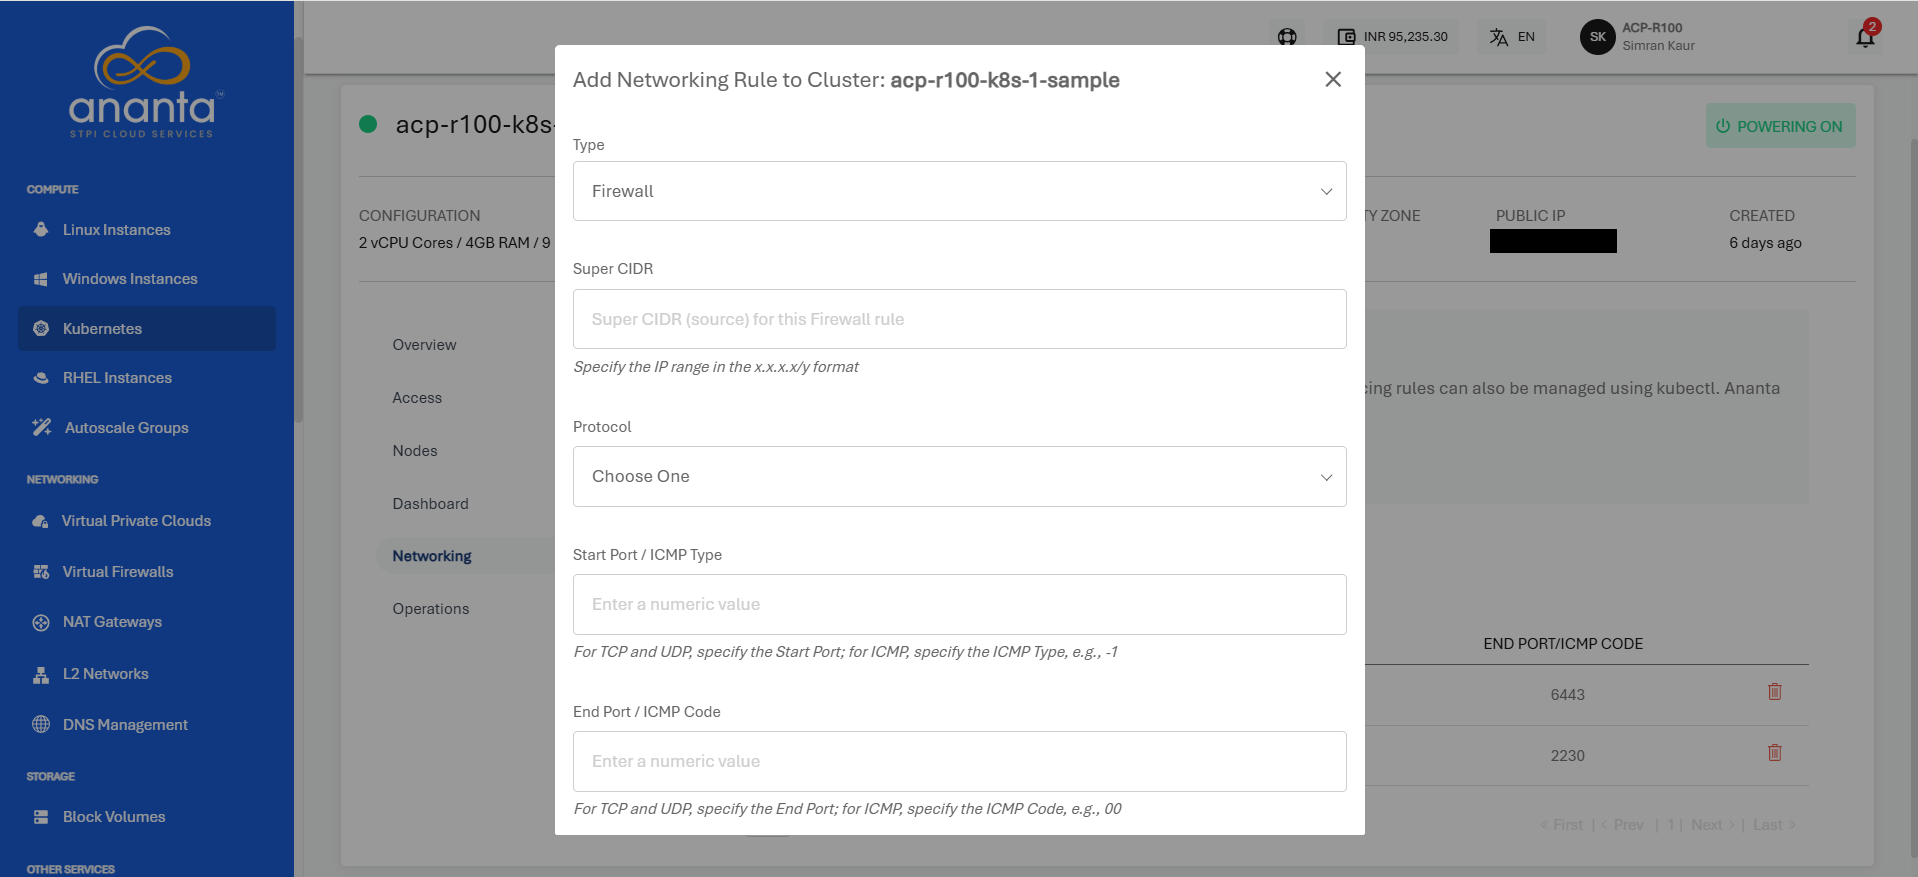 ananta
TM
STPI CLOUD SERVICES
COMPUTE
Linux Instances
Windows Instances
Kubernetes
RHEL Instances
Autoscale Groups
NETWORKING
Virtual Private Clouds
Virtual Firewalls
NAT Gateways
L2 Networks
DNS Management
STORAGE
Block Volumes
OTHER SERVICES
INR 95,235.30
EN
SK
ACP-R100
Simran Kaur
2
acp-r100-k8s-
POWERING ON
CONFIGURATION
2 vCPU Cores / 4GB RAM / 9
TY ZONE
PUBLIC IP
CREATED
6 days ago
Overview
Access
Nodes
Dashboard
Networking
Operations
cing rules can also be managed using kubectl. Ananta
END PORT/ICMP CODE
6443
2230
« First | < Prev | 1 | Next > | Last >
Add Networking Rule to Cluster: acp-r100-k8s-1-sample
Type
Firewall
Super CIDR
Super CIDR (source) for this Firewall rule
Specify the IP range in the x.x.x.x/y format
Protocol
Choose One
Start Port / ICMP Type
Enter a numeric value
For TCP and UDP, specify the Start Port; for ICMP, specify the ICMP Type, e.g., -1
End Port / ICMP Code
Enter a numeric value
For TCP and UDP, specify the End Port; for ICMP, specify the ICMP Code, e.g., 00